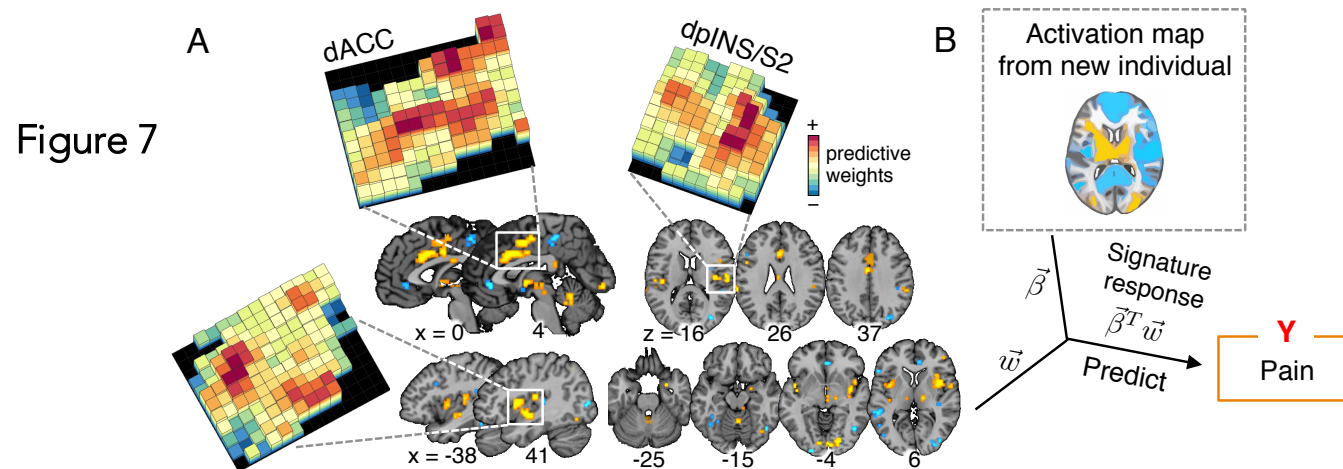 Figure 7
A
dACC
dpINS/S2
+
predictive
weights
−
x = 0
4
z = 16
26
37
x = -38
41
-25
-15
-4
6
B
Activation map
from new individual
β⃗
Signature
response
β⃗ᵀ w⃗
w⃗
Predict
Y
Pain